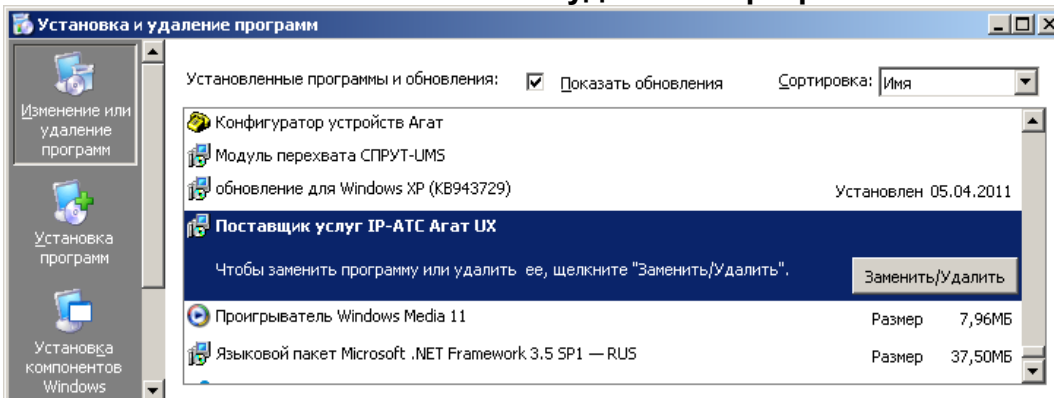 Установка и удаление программ
Изменение или
удаление
программ
Установка
программ
Установка
компонентов
Windows
Установленные программы и обновления:
Показать обновления
Сортировка: Имя
Конфигуратор устройств Агат
Модуль перехвата СПРУТ-UMS
обновление для Windows XP (KB943729) Установлен 05.04.2011
Поставщик услуг IP-АТС Агат UX
Чтобы заменить программу или удалить ее, щелкните "Заменить/Удалить".
Заменить/Удалить
Проигрыватель Windows Media 11 Размер 7,96МБ
Языковой пакет Microsoft .NET Framework 3.5 SP1 — RUS Размер 37,50МБ